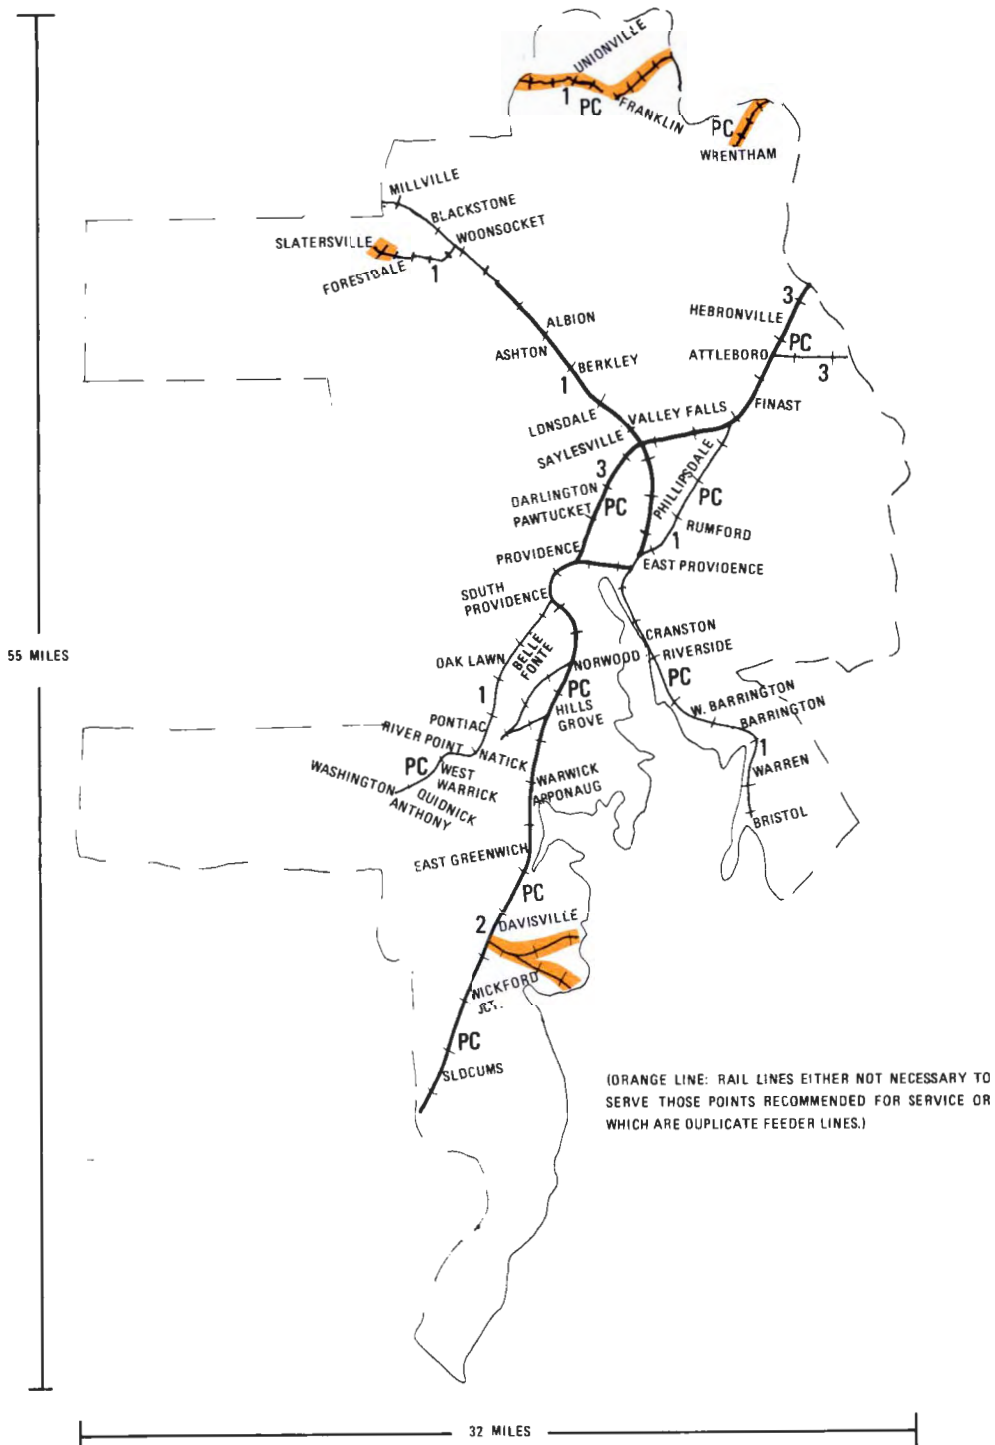 UNIONVILLE
1
PC
FRANKLIN
PC
WRENTHAM
MILLVILLE
BLACKSTONE
WOONSOCKET
SLATERSVILLE
FORESTDALE
1
3
HEBRONVILLE
ALBION
PC
ASHTON
ATTLEBORO
BERKLEY
3
1
LONSDALE
VALLEY FALLS
FINAST
SAYLESVILLE
3
PHILLIPSDALE
DARLINGTON
PC
PC
PAWTUCKET
RUMFORD
1
PROVIDENCE
EAST PROVIDENCE
SOUTH
PROVIDENCE
CRANSTON
BELLE
FONTE
OAK LAWN
NORWOOD
RIVERSIDE
PC
PC
1
HILLS
GROVE
W. BARRINGTON
PONTIAC
BARRINGTON
RIVER POINT
NATICK
1
PC
WEST
WARRICK
WARREN
WASHINGTON
QUIDNICK
ANTHONY
WARWICK
APPONAUG
BRISTOL
EAST GREENWICH
PC
2
DAVISVILLE
WICKFORD
JCT.
PC
SLOCUMS
55 MILES
(ORANGE LINE: RAIL LINES EITHER NOT NECESSARY TO
SERVE THOSE POINTS RECOMMENDED FOR SERVICE OR
WHICH ARE DUPLICATE FEEDER LINES.)
32 MILES